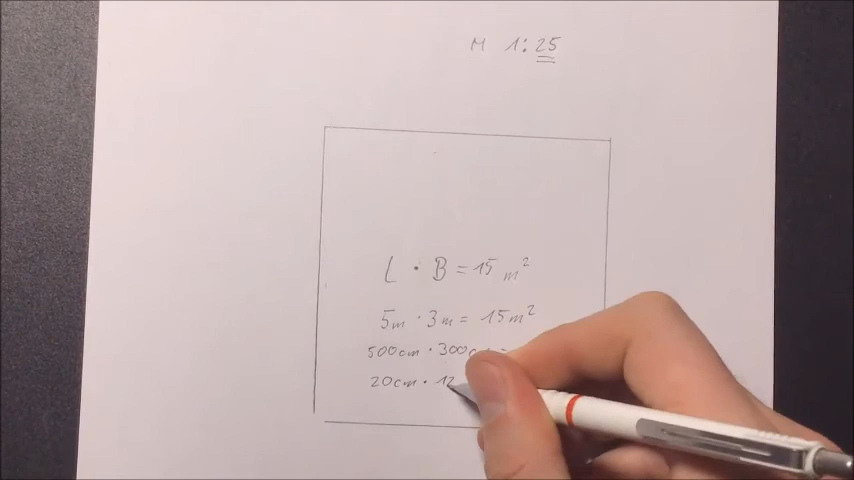 M 1:25
L · B = 15 m²
5m · 3m = 15m²
500cm · 300c
20cm · 12